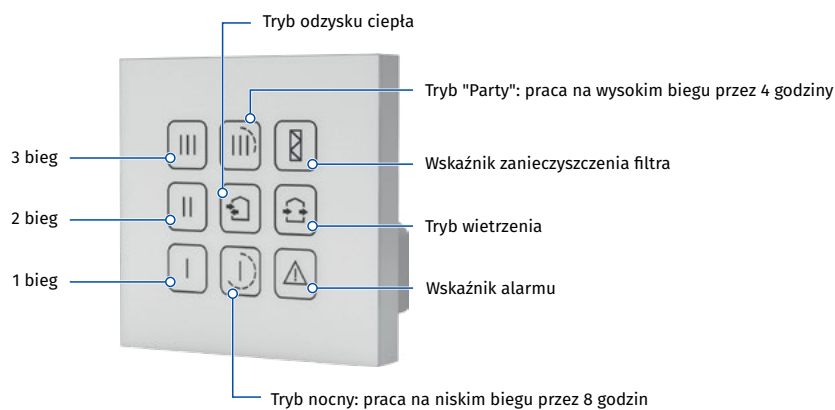 Tryb odzysku ciepła
Tryb "Party": praca na wysokim biegu przez 4 godziny
3 bieg
Wskaźnik zanieczyszczenia filtra
2 bieg
Tryb wietrzenia
1 bieg
Wskaźnik alarmu
Tryb nocny: praca na niskim biegu przez 8 godzin